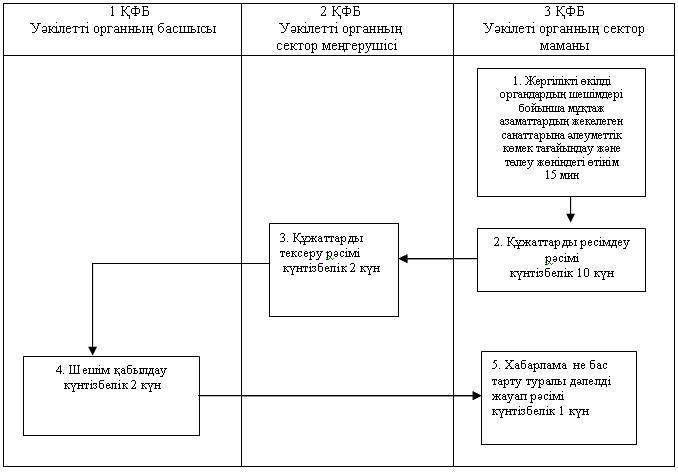 1 ҚФБ
Уәкілетті органның басшысы
2 ҚФБ
Уәкілетті органның
сектор меңгерушісі
3 ҚФБ
Уәкілеті органның сектор
маманы
1. Жергілікті өкілді
органдардың шешімдері
бойынша мұқтаж
азаматтардың жекелеген
санаттарына әлеуметтік
көмек тағайындау және
төлеу жөніндегі өтінім
15 мин
2. Құжаттарды ресімдеу
рәсімі
күнтізбелік 10 күн
3. Құжаттарды
тексеру рәсімі
күнтізбелік 2 күн
4. Шешім қабылдау
күнтізбелік 2 күн
5. Хабарлама не бас
тарту туралы дәлелді
жауап рәсімі
күнтізбелік 1 күн